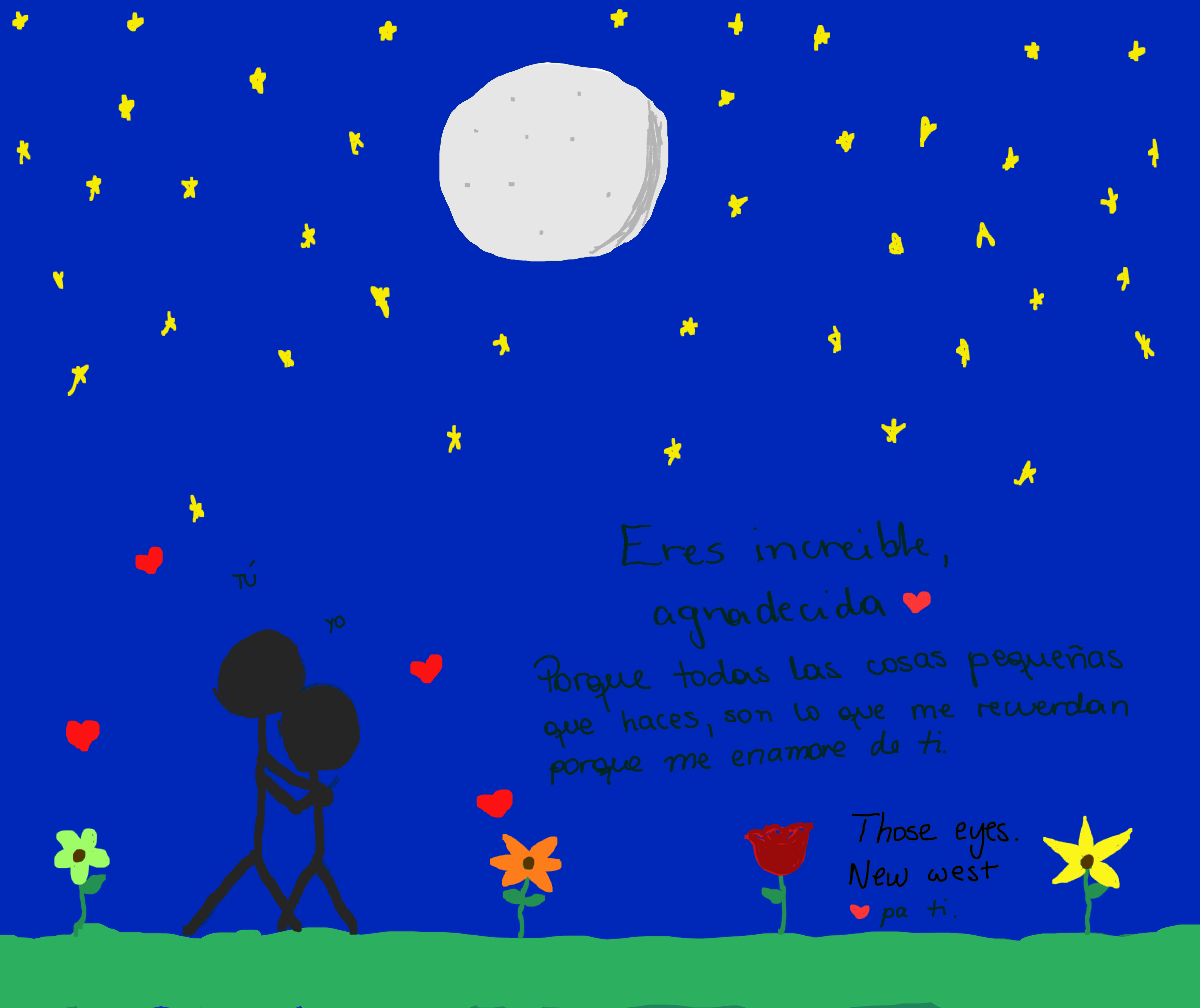 Tú
yo
Eres increible,
agradecida
Porque todas las cosas pequeñas
que haces, son lo que me recuerdan
porque me enamore de ti.
Those eyes.
New west
pa ti.